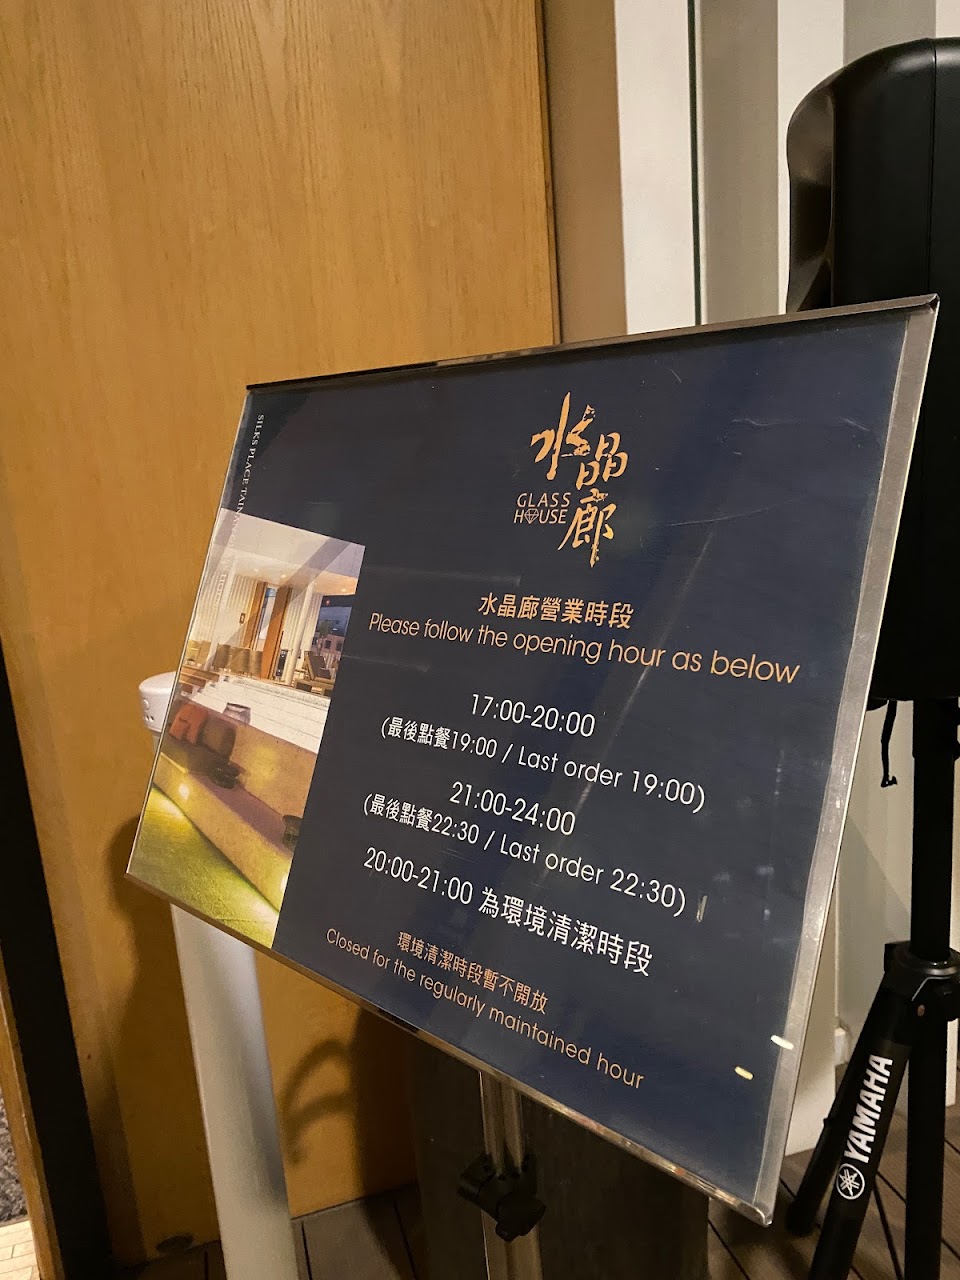 SILKS PLACE TAINAN
水晶廊
GLASS
HOUSE
水晶廊營業時段
Please follow the opening hour as below
17:00-20:00
(最後點餐19:00 / Last order 19:00)
21:00-24:00
(最後點餐22:30 / Last order 22:30)
20:00-21:00 為環境清潔時段
環境清潔時段暫不開放
Closed for the regularly maintained hour
YAMAHA